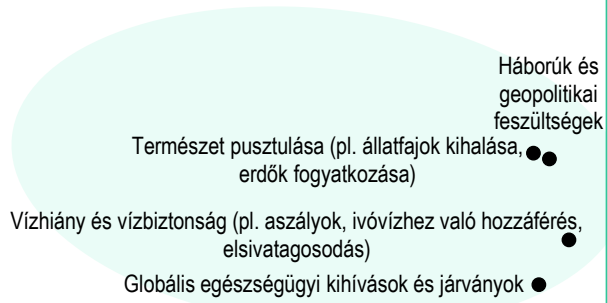 Háborúk és
geopolitikai
feszültségek
Természet pusztulása (pl. állatfajok kihalása,
erdők fogyatkozása)
Vízhiány és vízbiztonság (pl. aszályok, ivóvízhez való hozzáférés,
elsivatagosodás)
Globális egészségügyi kihívások és járványok